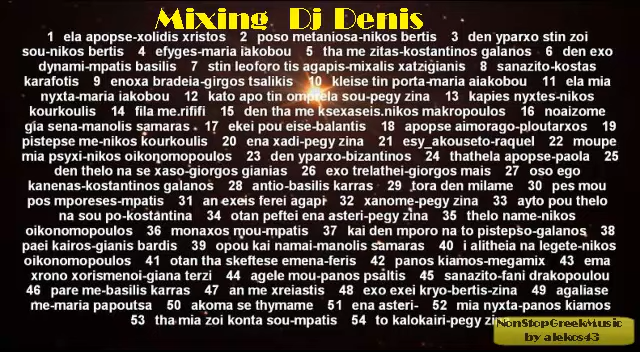 Mixing Dj Denis
1 ela apopse-xolidis xristos 2 poso metaniosa-nikos bertis 3 den yparxo stin zoi
sou-nikos bertis 4 efyges-maria iakobou 5 tha me zitas-kostantinos galanos 6 den exo
dynami-mpatis basilis 7 stin leoforo tis agapis-mixalis xatzigianis 8 sanazito-kostas
karafotis 9 enoxa bradeia-girgos tsalikis 10 kleise tin porta-maria aiakobou 11 ela mia
nyxta-maria iakobou 12 kato apo tin omprela sou-pegy zina 13 kapies nyxtes-nikos
kourkoulis 14 fila me.rififi 15 den tha me ksexaseis.nikos makropoulos 16 noaizome
gia sena-manolis samaras 17 ekei pou eise-balantis 18 apopse aimorago-ploutarxos 19
pistepse me-nikos kourkoulis 20 ena xadi-pegy zina 21 esy_akouseto-raquel 22 moupe
mia psyxi-nikos oikonomopoulos 23 den yparxo-bizantinos 24 thathela apopse-paola 25
den thelo na se xaso-giorgos gianias 26 exo trelathei-giorgos mais 27 oso ego
kanenas-kostantinos galanos 28 antio-basilis karras 29 tora den milame 30 pes mou
pos mporeses-mpatis 31 an exeis ferei agapi 32 xanome-pegy zina 33 ayto pou thelo
na sou po-kostantina 34 otan peftei ena asteri-pegy zina 35 thelo name-nikos
oikonomopoulos 36 monaxos mou-mpatis 37 kai den mporo na to pistepso-galanos 38
paei kairos-gianis bardis 39 opou kai namai-manolis samaras 40 i alitheia na legete-nikos
oikonomopoulos 41 otan tha skeftese emena-feris 42 panos kiamos-megamix 43 ema
xrono xorismenoi-giana terzi 44 agele mou-panos psaltis 45 sanazito-fani drakopoulou
46 pare me-basilis karras 47 an me xreiastis 48 exo exei kryo-bertis-zina 49 agaliase
me-maria papoutsa 50 akoma se thymame 51 ena asteri- 52 mia nyxta-panos kiamos
53 tha mia zoi konta sou-mpatis 54 to kalokairi-pegy zina
NonStopGreekMusic
by alekos43